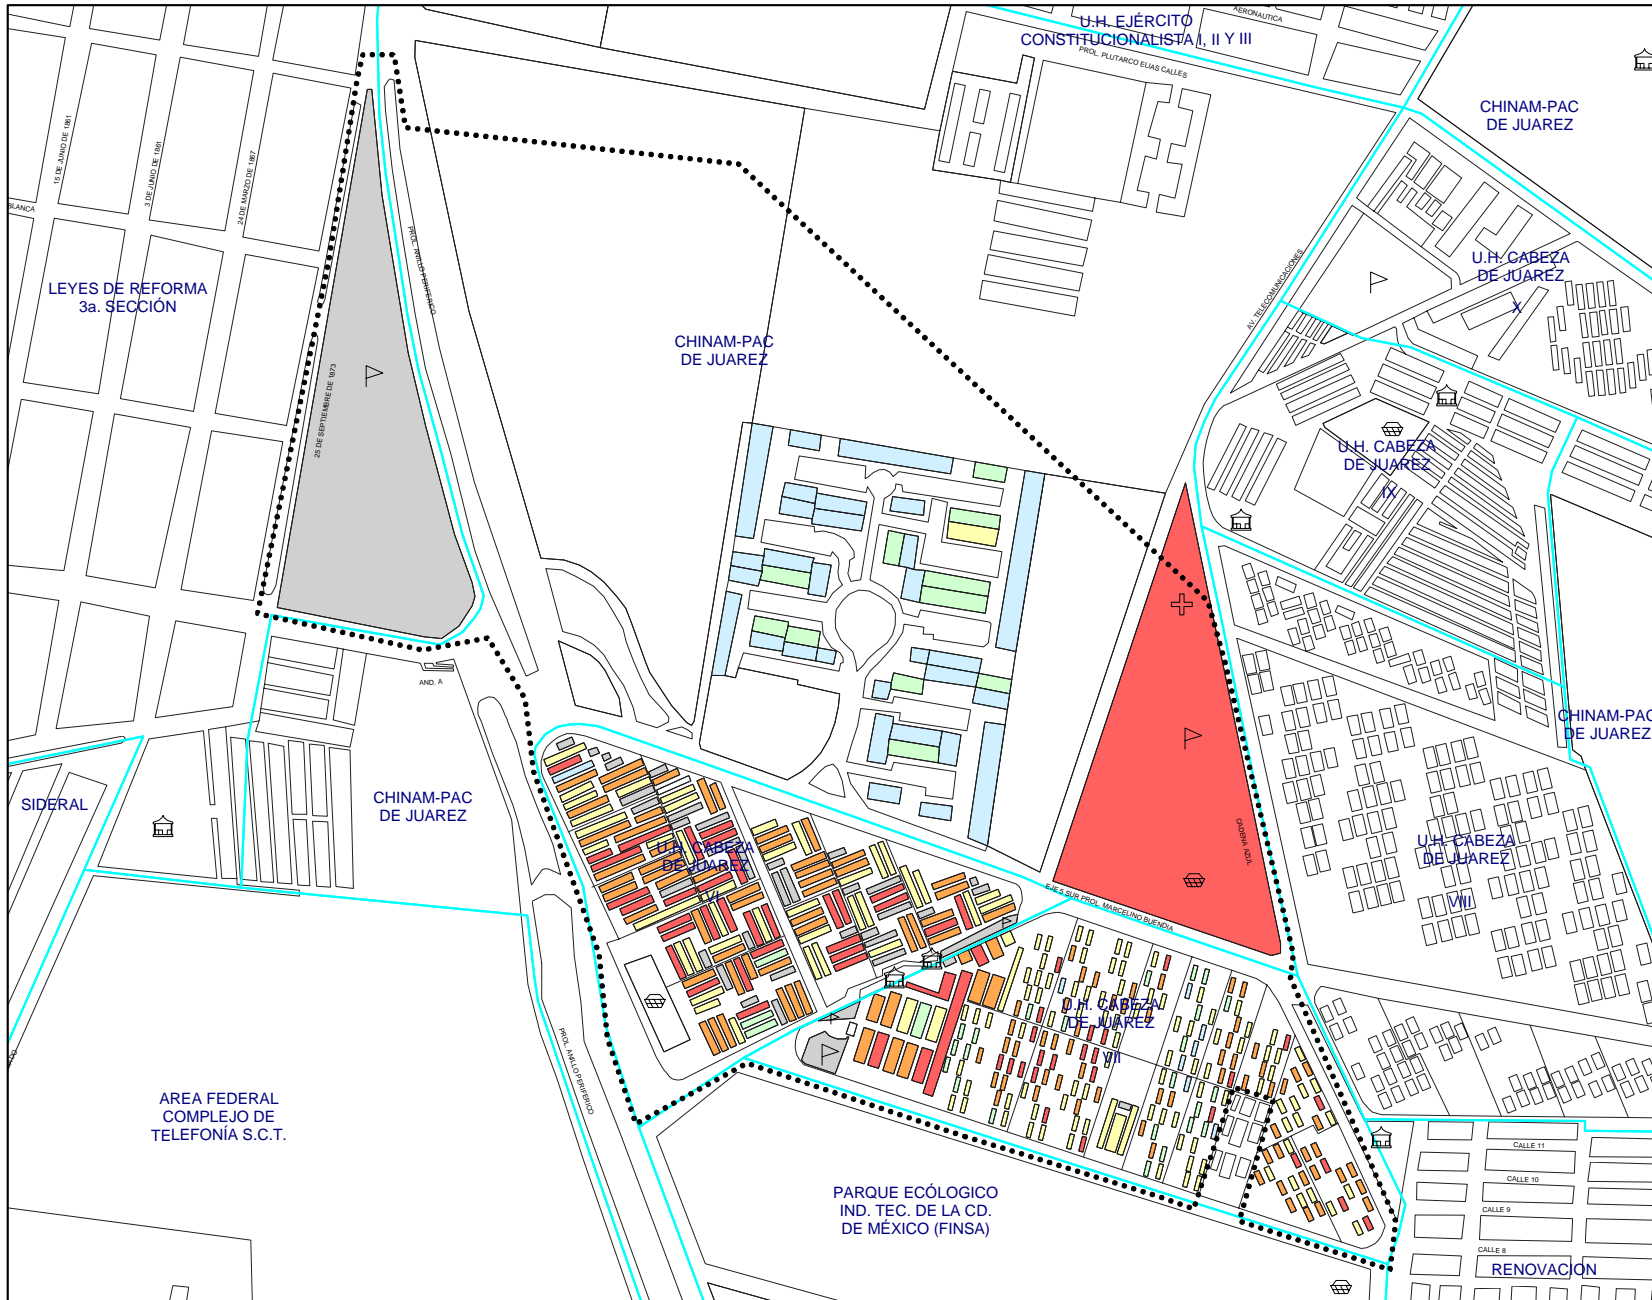 AERONAUTICA
U.H. EJÉRCITO
CONSTITUCIONALISTA I, II Y III
PROL. PLUTARCO ELIAS CALLES
CHINAM-PAC
DE JUAREZ
15 DE JUNIO DE 1861
3 DE JUNIO DE 1861
24 DE MARZO DE 1867
BLANCA
PROL. ANILLO PERIFERICO
AV. TELECOMUNICACIONES
U.H. CABEZA
DE JUAREZ
X
LEYES DE REFORMA
3a. SECCIÓN
CHINAM-PAC
DE JUAREZ
25 DE SEPTIEMBRE DE 1873
U.H. CABEZA
DE JUAREZ
IX
AND. A
CHINAM-PAC
DE JUAREZ
SIDERAL
CHINAM-PAC
DE JUAREZ
U.H. CABEZA
DE JUAREZ
VI
CADENA AZUL
U.H. CABEZA
DE JUAREZ
VIII
EJE 5 SUR PROL. MARCELINO BUENDIA
U.H. CABEZA
DE JUAREZ
VII
PROL. ANILLO PERIFERICO
AREA FEDERAL
COMPLEJO DE
TELEFONÍA S.C.T.
CALLE 11
CALLE 10
CALLE 9
CALLE 8
PARQUE ECÓLOGICO
IND. TEC. DE LA CD.
DE MÉXICO (FINSA)
RENOVACION